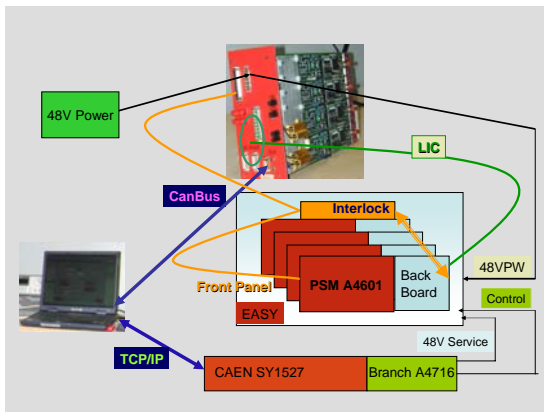 48V Power
LIC
CanBus
Interlock
48VPW
Front Panel
PSM A4601
Back
Board
EASY
Control
48V Service
TCP/IP
CAEN SY1527
Branch A4716